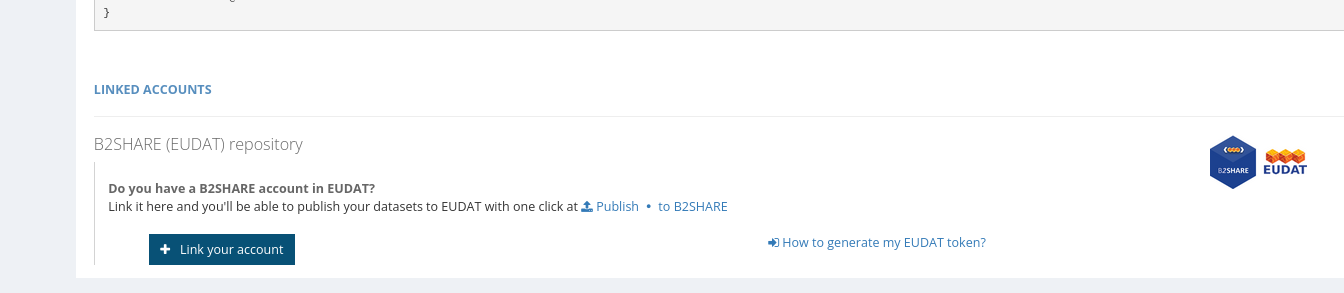 }
LINKED ACCOUNTS
B2SHARE (EUDAT) repository
B2SHARE
EUDAT
Do you have a B2SHARE account in EUDAT?
Link it here and you'll be able to publish your datasets to EUDAT with one click at Publish • to B2SHARE
+ Link your account
How to generate my EUDAT token?